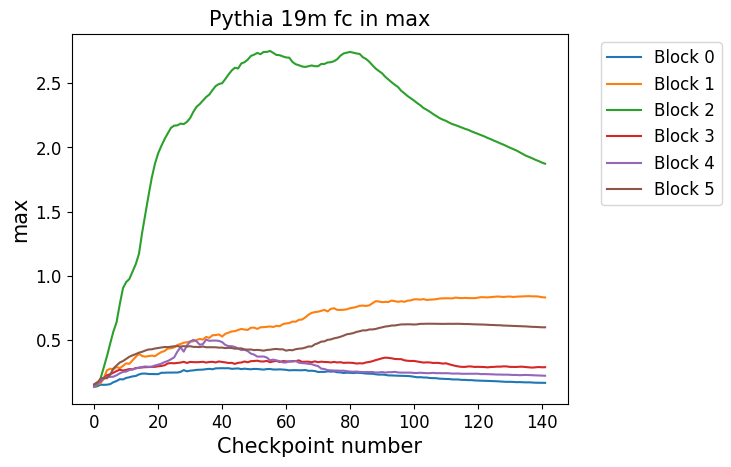 Pythia 19m fc in max
max
2.5
2.0
1.5
1.0
0.5
0 20 40 60 80 100 120 140
Checkpoint number
Block 0
Block 1
Block 2
Block 3
Block 4
Block 5